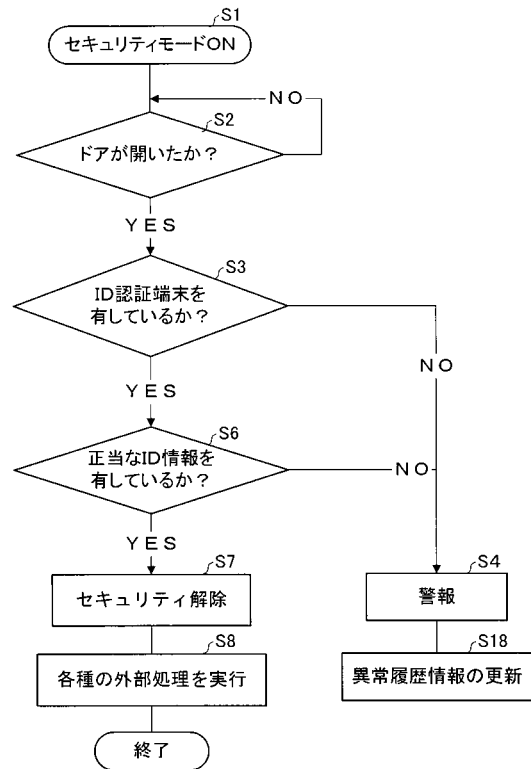 S1
セキュリティモードON
NO
S2
ドアが開いたか？
YES
S3
ID認証端末を
有しているか？
NO
YES
S6
正当なID情報を
有しているか？
NO
YES
S7
セキュリティ解除
S4
警報
S8
各種の外部処理を実行
S18
異常履歴情報の更新
終了